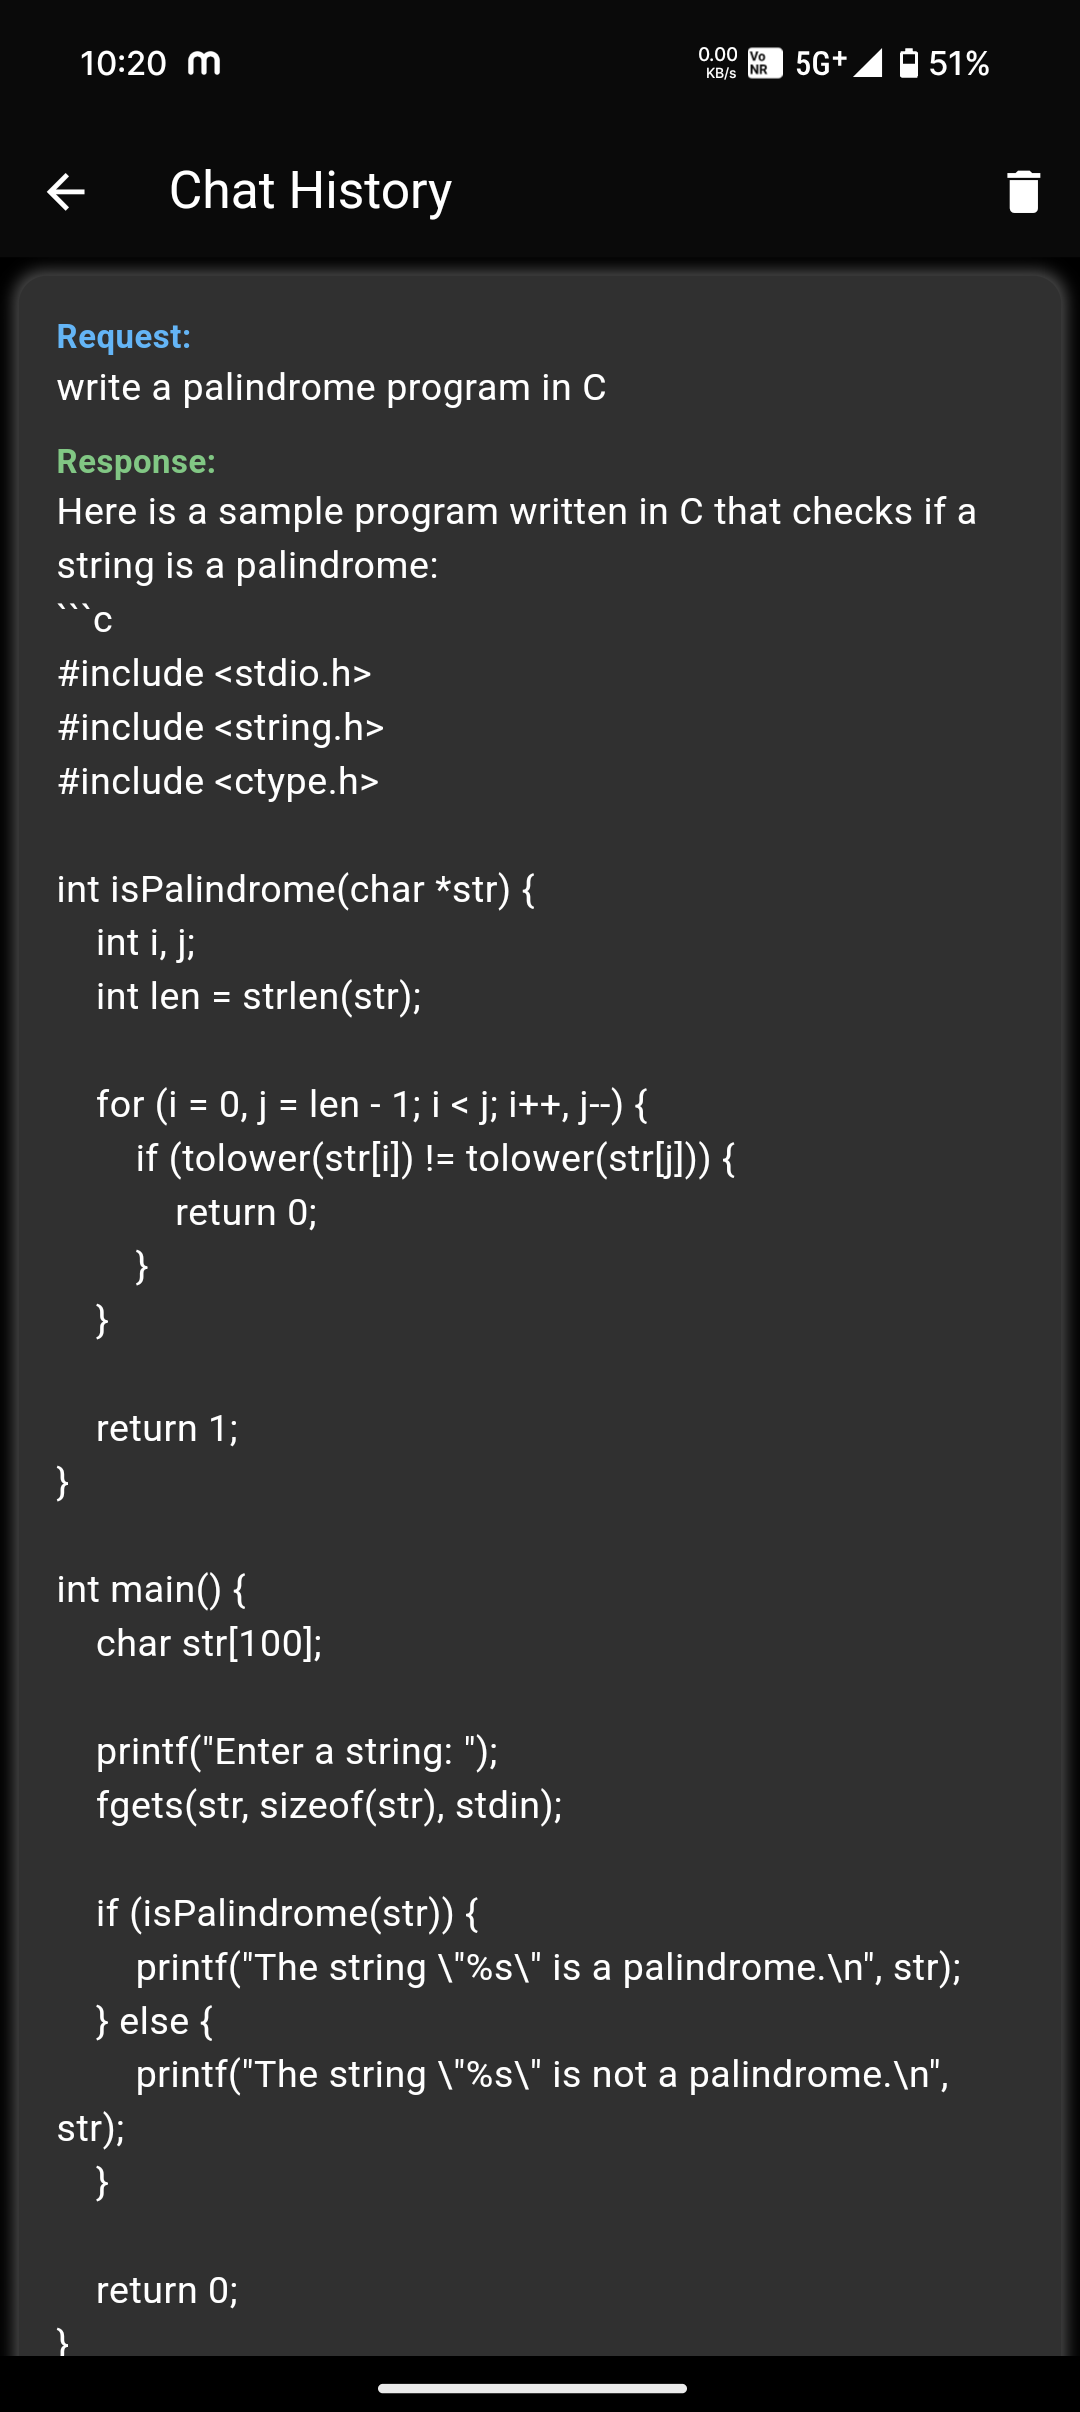 10:20 m 0.00 KB/s Vo NR 5G+ 51%
Chat History
Request:
write a palindrome program in C
Response:
Here is a sample program written in C that checks if a
string is a palindrome:
```c
#include <stdio.h>
#include <string.h>
#include <ctype.h>

int isPalindrome(char *str) {
    int i, j;
    int len = strlen(str);

    for (i = 0, j = len - 1; i < j; i++, j--) {
        if (tolower(str[i]) != tolower(str[j])) {
            return 0;
        }
    }

    return 1;
}

int main() {
    char str[100];

    printf("Enter a string: ");
    fgets(str, sizeof(str), stdin);

    if (isPalindrome(str)) {
        printf("The string \"%s\" is a palindrome.\n", str);
    } else {
        printf("The string \"%s\" is not a palindrome.\n",
str);
    }

    return 0;
}